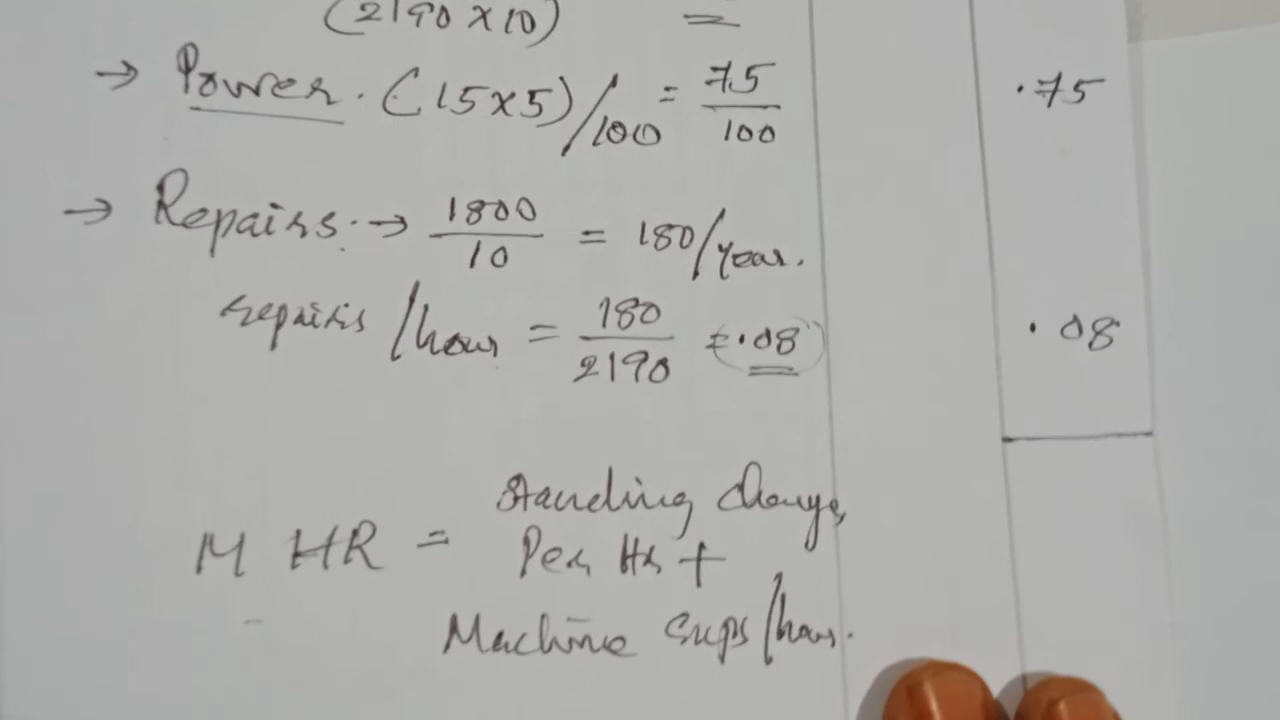 (2190 x 10) =
→ Power. (15x5)/100 = 75/100 .75
→ Repairs. → 1800/10 = 180/year.
repairs/hour = 180/2190 = .08 .08
M HR = Standing Charge,
Per Hr +
Machine Exps/hour.